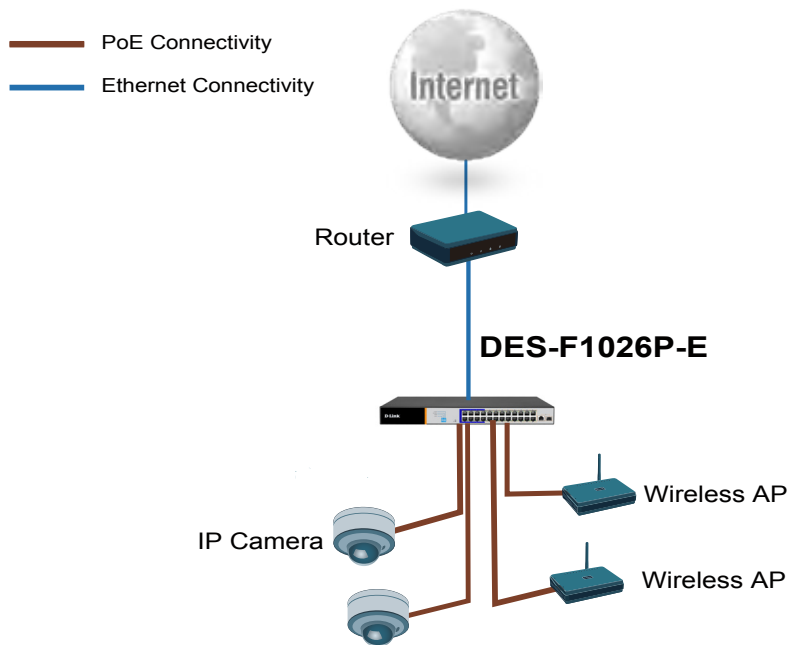 PoE Connectivity
Ethernet Connectivity
Internet
Router
DES-F1026P-E
D-Link
Wireless AP
IP Camera
Wireless AP